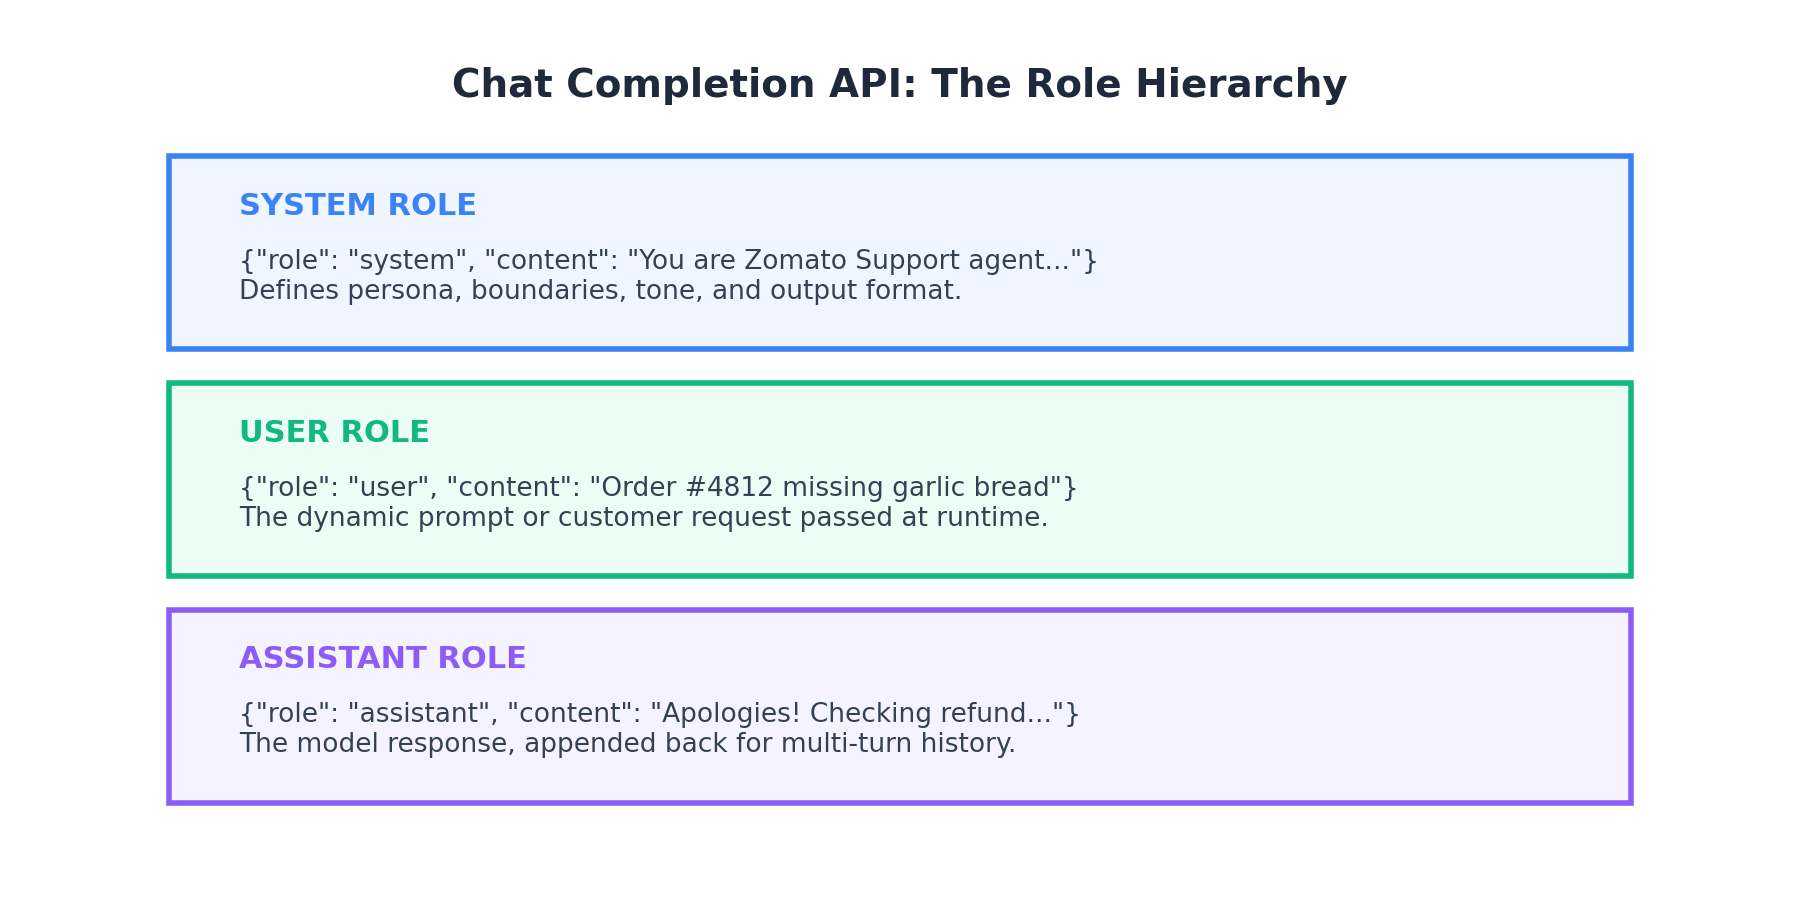 Chat Completion API: The Role Hierarchy
SYSTEM ROLE
{"role": "system", "content": "You are Zomato Support agent..."}
Defines persona, boundaries, tone, and output format.
USER ROLE
{"role": "user", "content": "Order #4812 missing garlic bread"}
The dynamic prompt or customer request passed at runtime.
ASSISTANT ROLE
{"role": "assistant", "content": "Apologies! Checking refund..."}
The model response, appended back for multi-turn history.